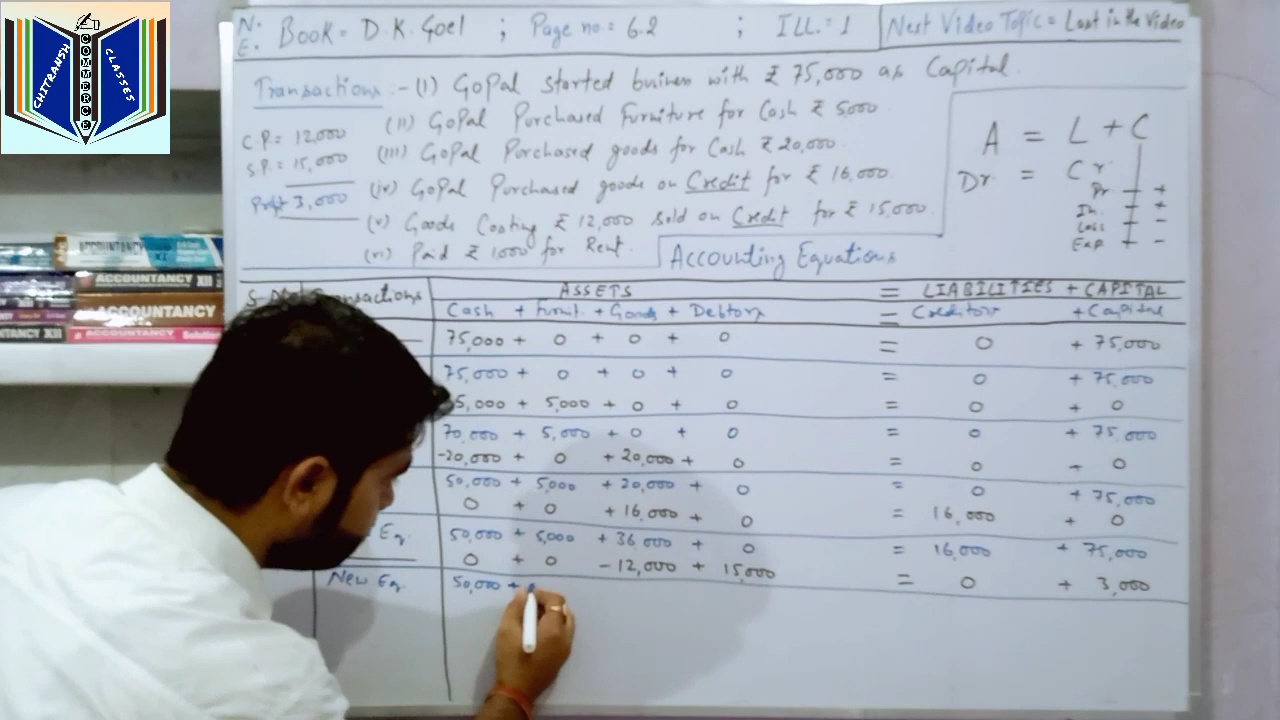 CHITRANSH COMMERCE CLASSES
N.E. Book = D.K. Goel ; Page no = 6.2 ; ILL. = 1 Next Video Topic = Last in the Video
Transactions :- (i) GoPal started business with ₹ 75,000 as Capital.
(ii) GoPal Purchased Furniture for Cash ₹ 5000.
(iii) GoPal Purchased goods for Cash ₹ 20,000.
(iv) GoPal Purchased goods on Credit for ₹ 16,000.
(v) Goods Costing ₹ 12,000 sold on Credit for ₹ 15,000.
(vi) Paid ₹ 1000 for Rent.
C.P. = 12,000
S.P. = 15,000
3,000
A = L + C
Dr = Cr
Pr +
In. +
Loss -
Exp. -
Accounting Equations
ASSETS = LIABILITIES + CAPITAL
Cash + Furnit. + Goods + Debtors = Creditors + Capital
75,000 + 0 + 0 + 0 = 0 + 75,000
75,000 + 0 + 0 + 0 = 0 + 75,000
5,000 + 5,000 + 0 + 0 = 0 + 0
70,000 + 5,000 + 0 + 0 = 0 + 75,000
-20,000 + 0 + 20,000 + 0 = 0 + 0
50,000 + 5,000 + 20,000 + 0 = 0 + 75,000
0 + 0 + 16,000 + 0 = 16,000 + 0
Eq. 50,000 + 5,000 + 36,000 + 0 = 16,000 + 75,000
0 + 0 - 12,000 + 15,000 = 0 + 3,000
New Eq. 50,000 +
ACCOUNTANCY XI
ACCOUNTANCY XII
ACCOUNTANCY
NTANCY XII
ACCOUNTANCY